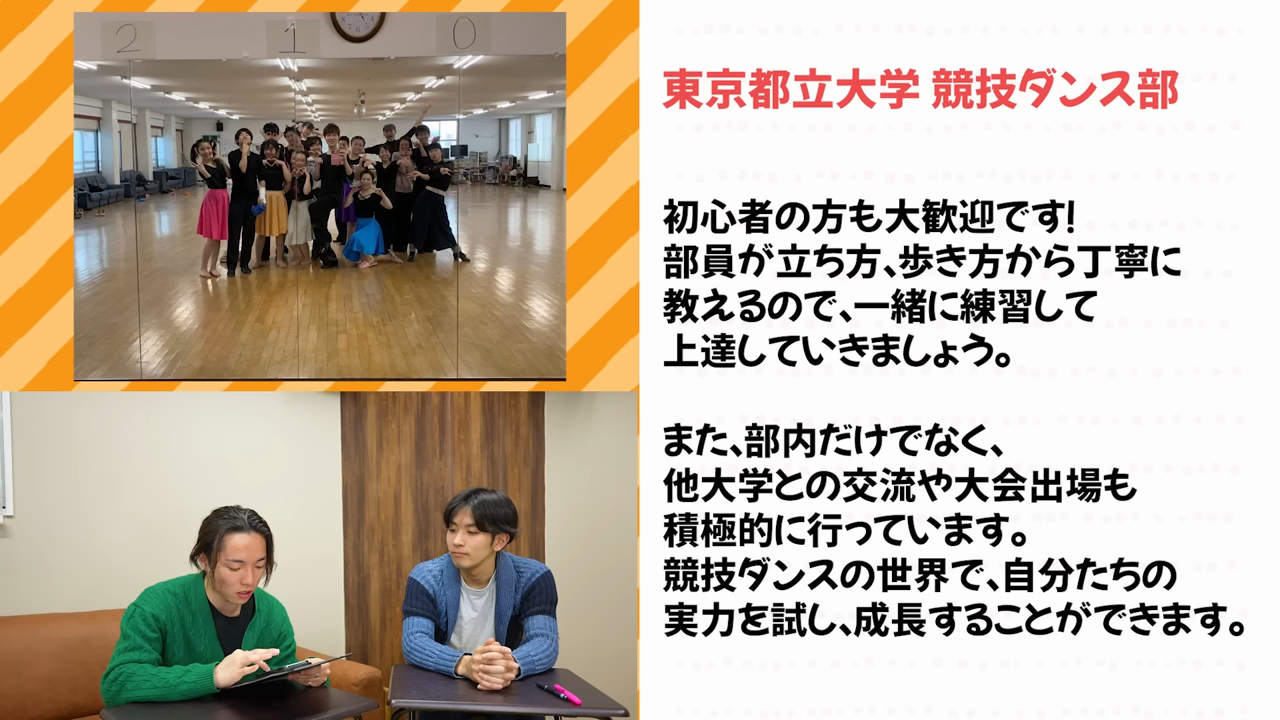 2 1 0
東京都立大学 競技ダンス部
初心者の方も大歓迎です!
部員が立ち方、歩き方から丁寧に
教えるので、一緒に練習して
上達していきましょう。
また、部内だけでなく、
他大学との交流や大会出場も
積極的に行っています。
競技ダンスの世界で、自分たちの
実力を試し、成長することができます。